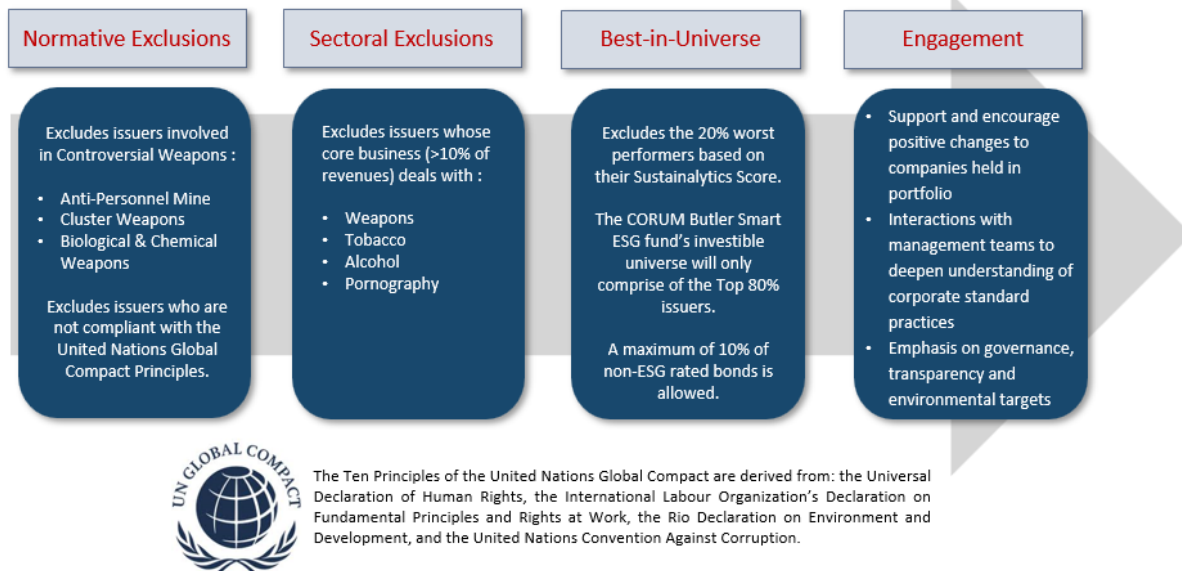 Normative Exclusions
Excludes issuers involved
in Controversial Weapons :
• Anti-Personnel Mine
• Cluster Weapons
• Biological & Chemical
Weapons
Excludes issuers who are
not compliant with the
United Nations Global
Compact Principles.
Sectoral Exclusions
Excludes issuers whose
core business (>10% of
revenues) deals with :
• Weapons
• Tobacco
• Alcohol
• Pornography
Best-in-Universe
Excludes the 20% worst
performers based on
their Sustainalytics Score.
The CORUM Butler Smart
ESG fund's investible
universe will only
comprise of the Top 80%
issuers.
A maximum of 10% of
non-ESG rated bonds is
allowed.
Engagement
• Support and encourage
positive changes to
companies held in
portfolio
• Interactions with
management teams to
deepen understanding of
corporate standard
practices
• Emphasis on governance,
transparency and
environmental targets
UN GLOBAL COMPACT
The Ten Principles of the United Nations Global Compact are derived from: the Universal
Declaration of Human Rights, the International Labour Organization's Declaration on
Fundamental Principles and Rights at Work, the Rio Declaration on Environment and
Development, and the United Nations Convention Against Corruption.